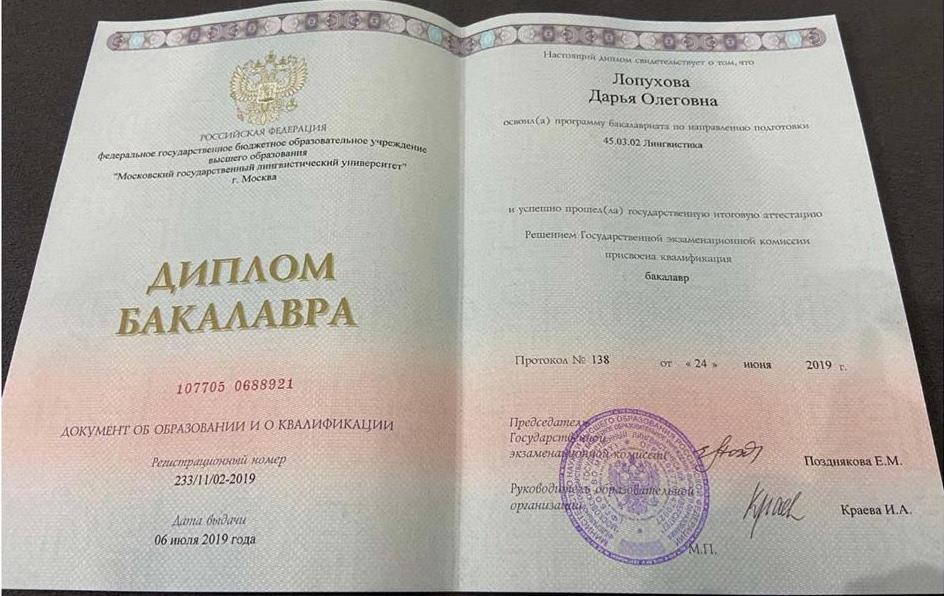 РОССИЙСКАЯ ФЕДЕРАЦИЯ
федеральное государственное бюджетное образовательное учреждение
высшего образования
"Московский государственный лингвистический университет"
г. Москва
ДИПЛОМ
БАКАЛАВРА
107705 0688921
ДОКУМЕНТ ОБ ОБРАЗОВАНИИ И О КВАЛИФИКАЦИИ
Регистрационный номер
233/11/02-2019
Дата выдачи
06 июля 2019 года
Настоящий диплом свидетельствует о том, что
Лопухова
Дарья Олеговна
освоил(а) программу бакалавриата по направлению подготовки
45.03.02 Лингвистика
и успешно прошел(ла) государственную итоговую аттестацию
Решением Государственной экзаменационной комиссии
присвоена квалификация
бакалавр
Протокол № 138 от « 24 » июня 2019 г.
Председатель
Государственной
экзаменационной комиссии
Позднякова Е.М.
Руководитель образовательной
организации
Краева И.А.
М.П.